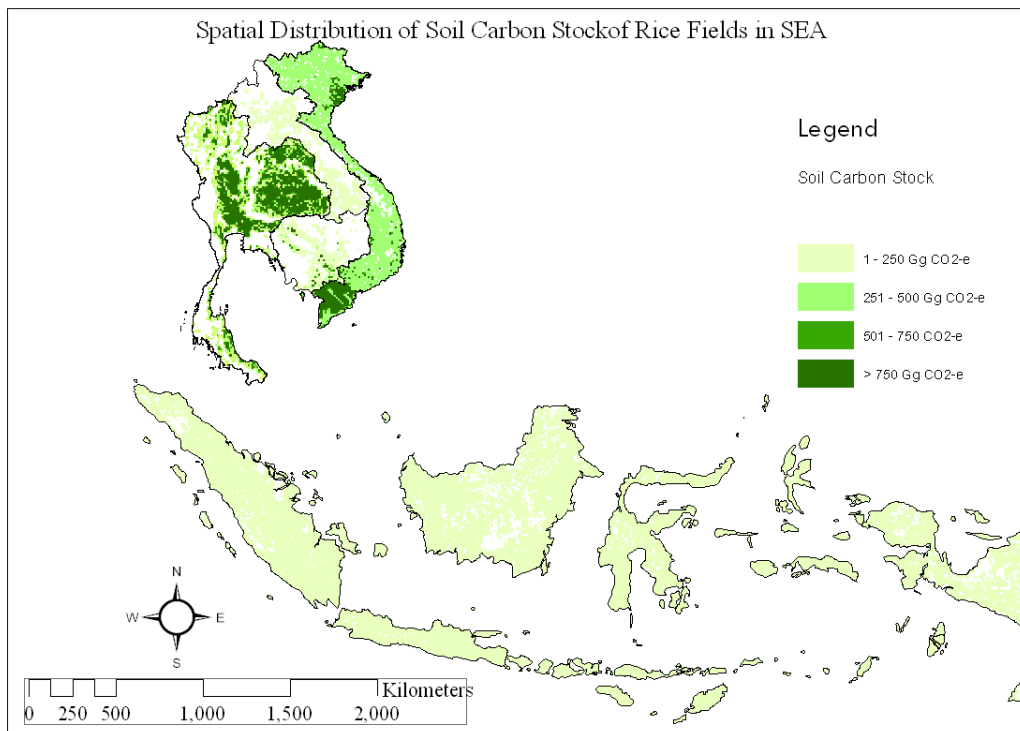 Spatial Distribution of Soil Carbon Stockof Rice Fields in SEA
Legend
Soil Carbon Stock
1 - 250 Gg CO2-e
251 - 500 Gg CO2-e
501 - 750 CO2-e
> 750 Gg CO2-e
N
W E
S
Kilometers
0 250 500 1,000 1,500 2,000